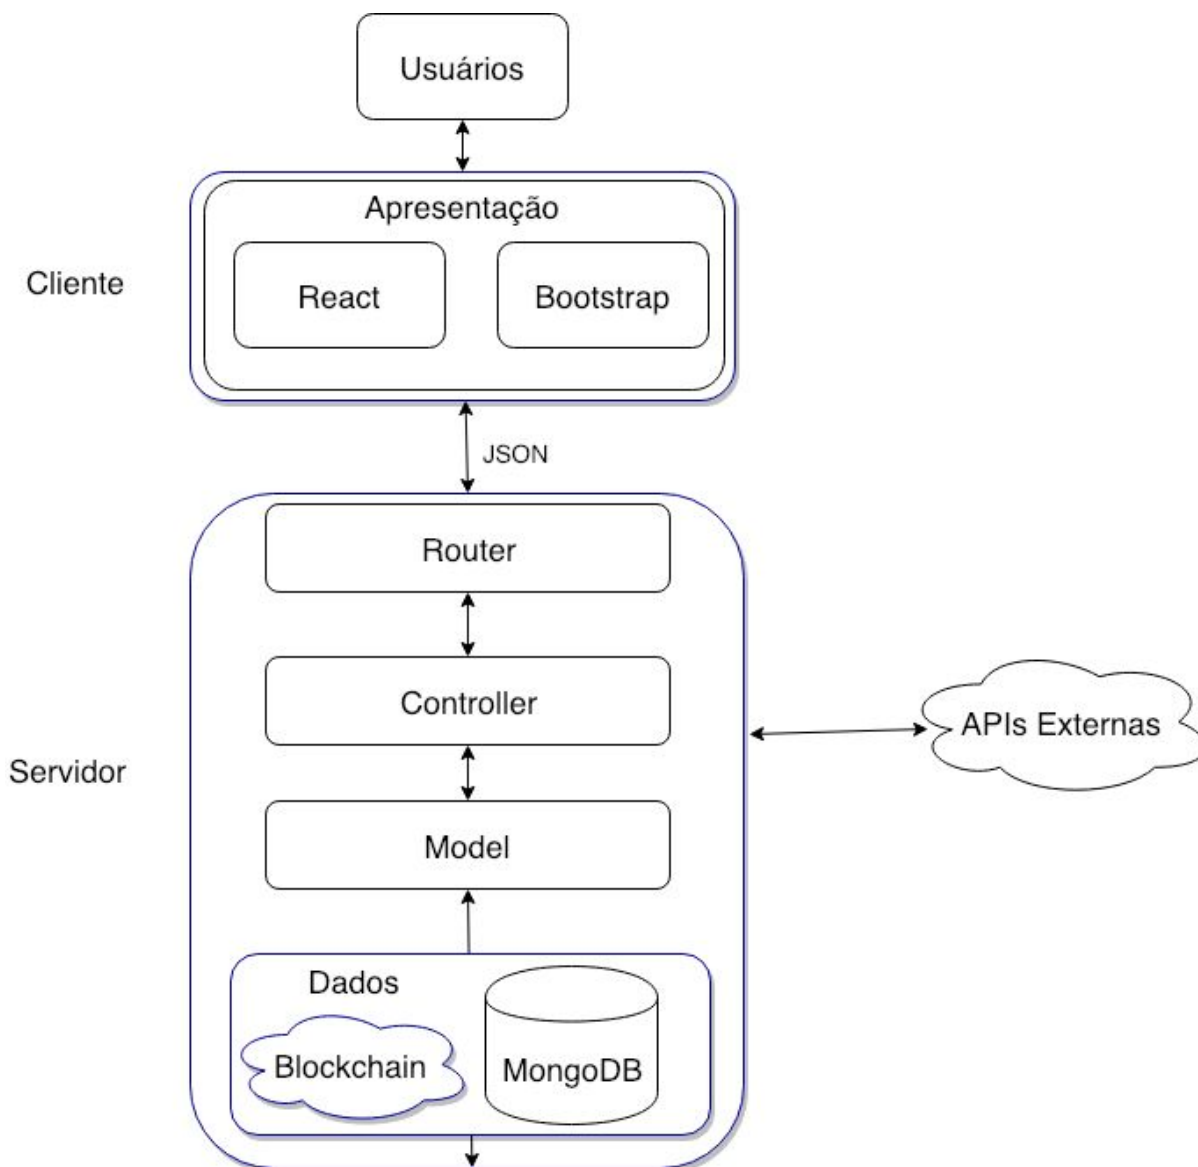 Usuários
Apresentação
Cliente
React
Bootstrap
JSON
Router
Controller
APIs Externas
Servidor
Model
Dados
Blockchain
MongoDB